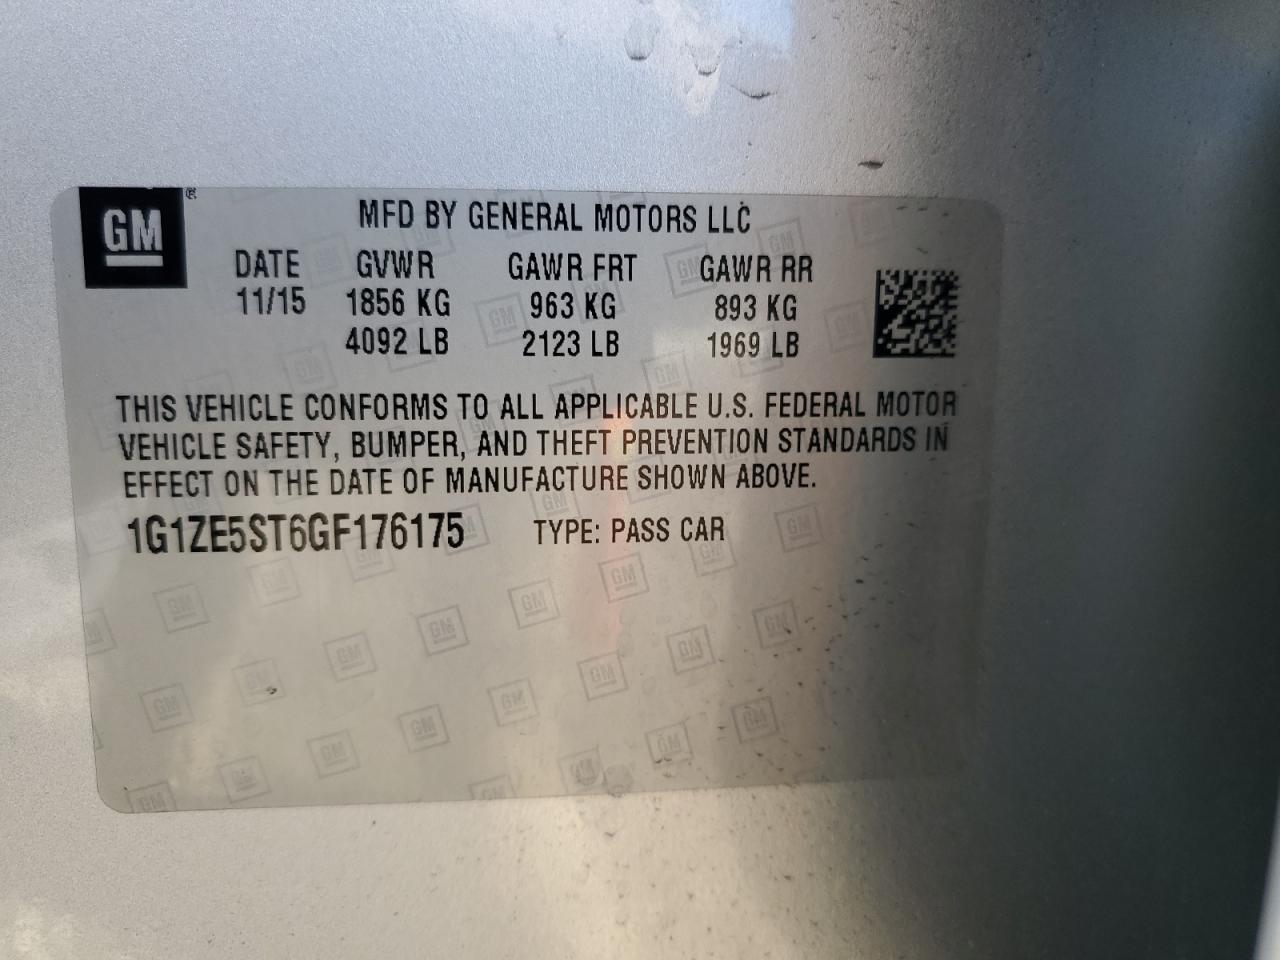 GM ®
MFD BY GENERAL MOTORS LLC
DATE GVWR GAWR FRT GAWR RR
11/15 1856 KG 963 KG 893 KG
4092 LB 2123 LB 1969 LB
THIS VEHICLE CONFORMS TO ALL APPLICABLE U.S. FEDERAL MOTOR
VEHICLE SAFETY, BUMPER, AND THEFT PREVENTION STANDARDS IN
EFFECT ON THE DATE OF MANUFACTURE SHOWN ABOVE.
1G1ZE5ST6GF176175 TYPE: PASS CAR